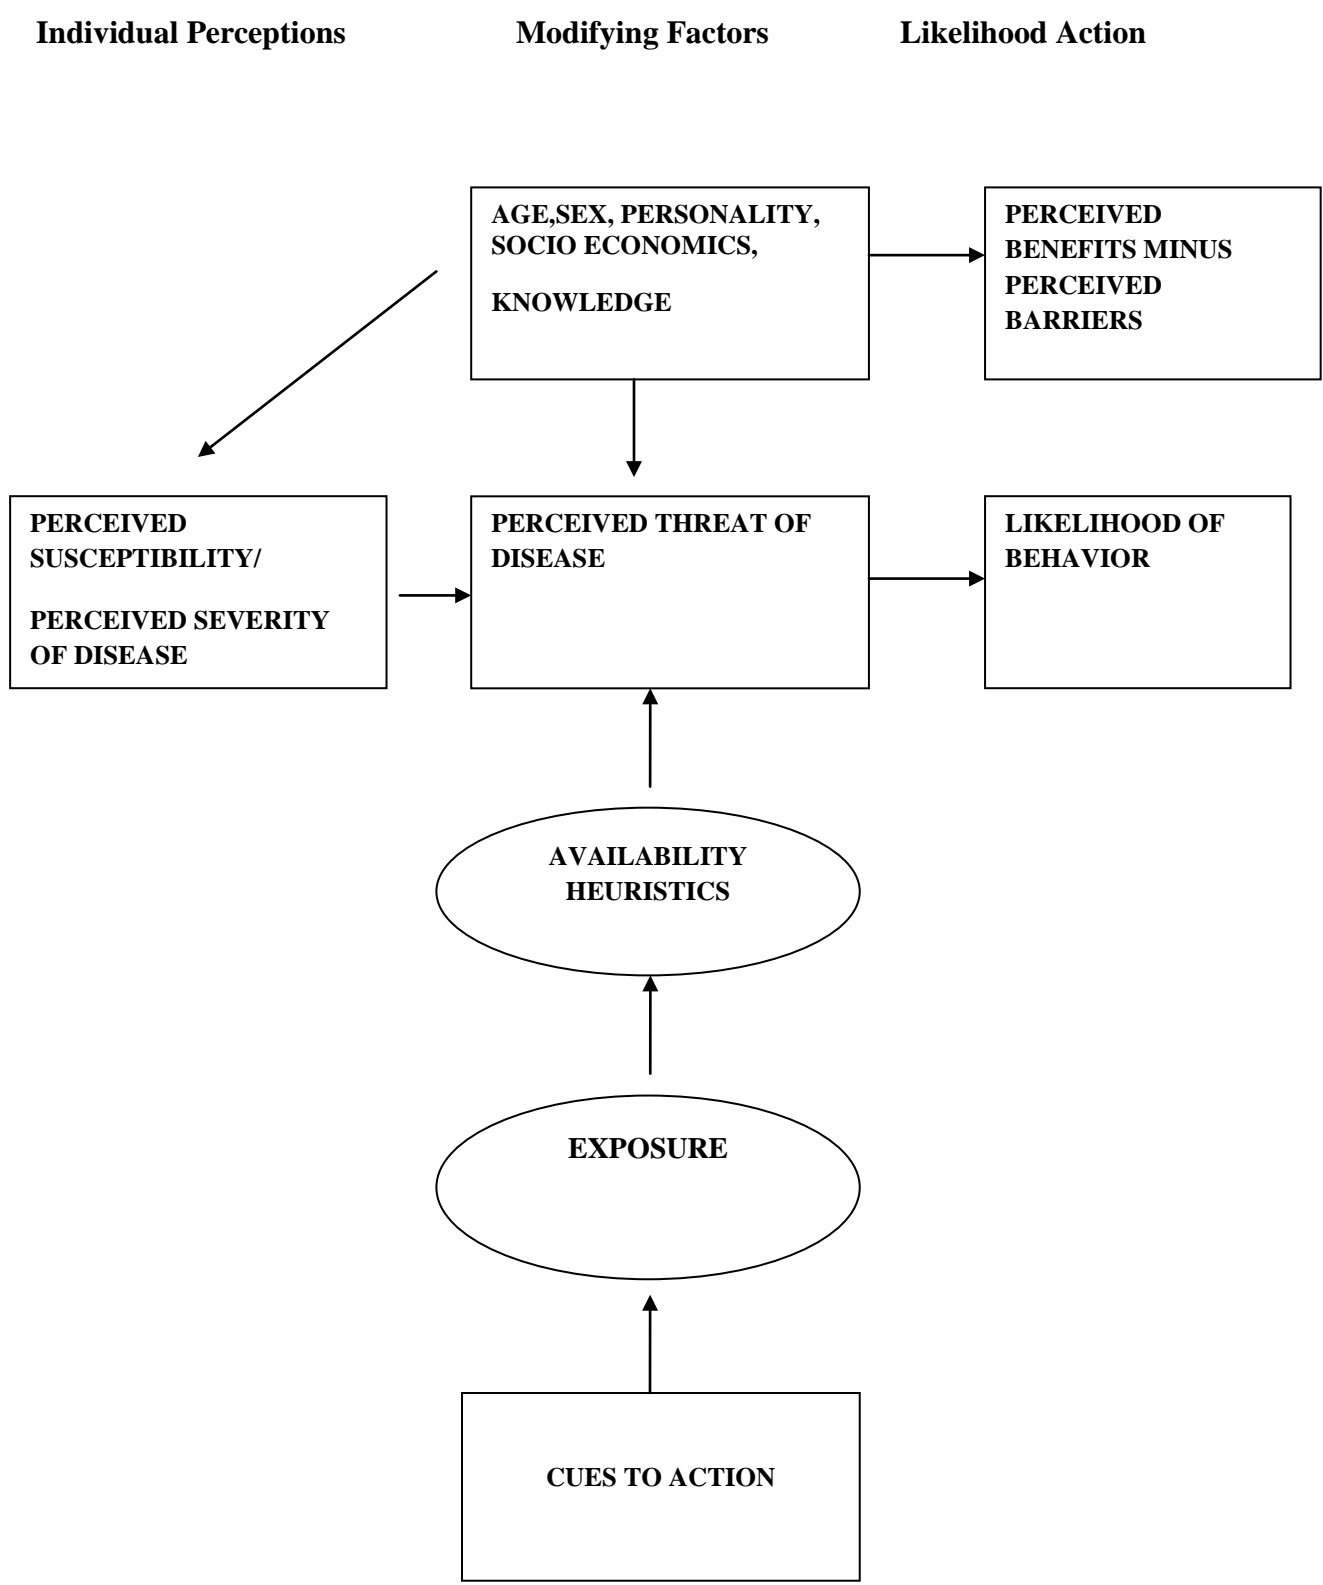 Individual Perceptions
Modifying Factors
Likelihood Action
AGE,SEX, PERSONALITY,
SOCIO ECONOMICS,
KNOWLEDGE
PERCEIVED
BENEFITS MINUS
PERCEIVED
BARRIERS
PERCEIVED
SUSCEPTIBILITY/
PERCEIVED SEVERITY
OF DISEASE
PERCEIVED THREAT OF
DISEASE
LIKELIHOOD OF
BEHAVIOR
AVAILABILITY
HEURISTICS
EXPOSURE
CUES TO ACTION